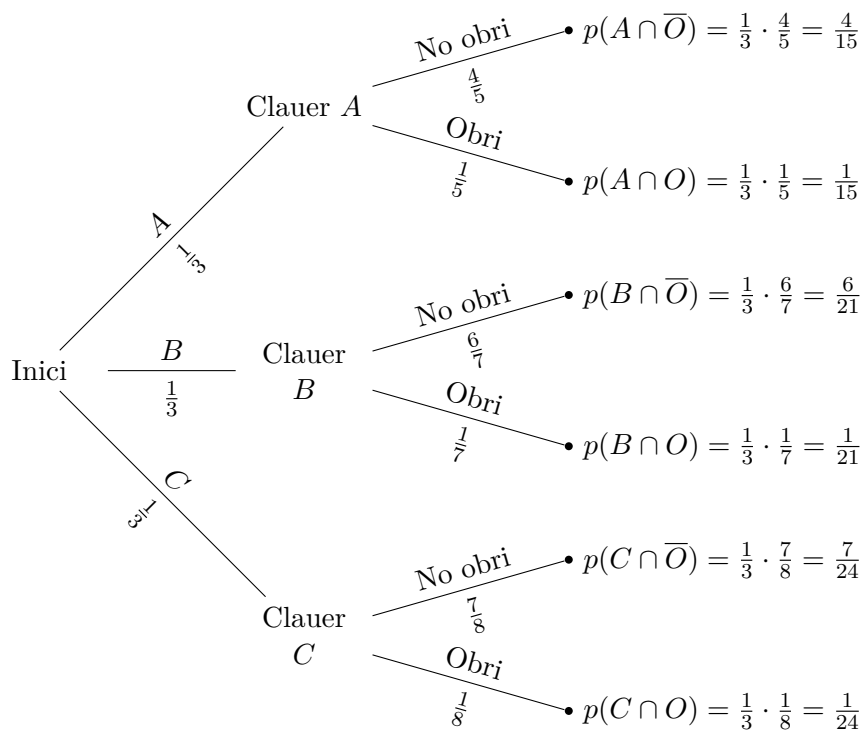 No obri
4/5
p(A ∩ O̅) = 1/3 · 4/5 = 4/15
Clauer A
Obri
1/5
p(A ∩ O) = 1/3 · 1/5 = 1/15
A
1/3
No obri
6/7
p(B ∩ O̅) = 1/3 · 6/7 = 6/21
Inici
B
1/3
Clauer
B
Obri
1/7
p(B ∩ O) = 1/3 · 1/7 = 1/21
C
1/3
No obri
7/8
p(C ∩ O̅) = 1/3 · 7/8 = 7/24
Clauer
C
Obri
1/8
p(C ∩ O) = 1/3 · 1/8 = 1/24